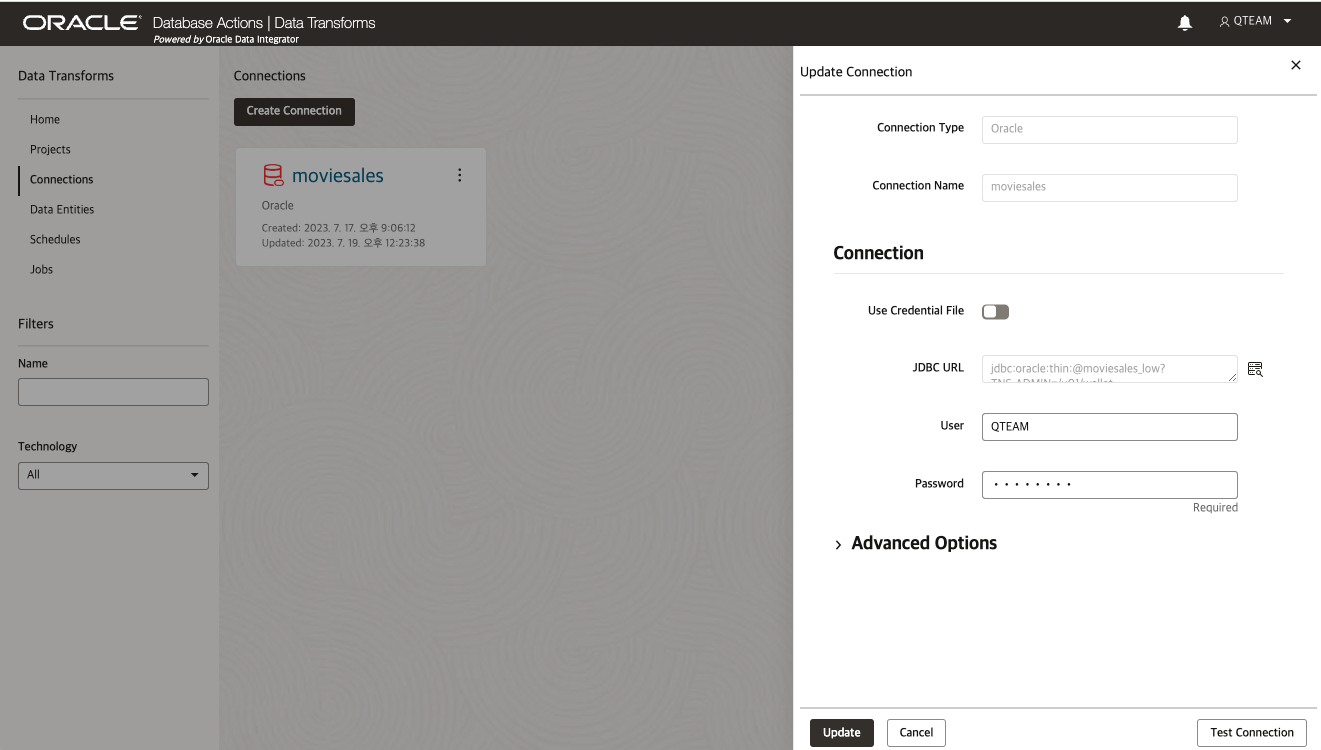 ORACLE Database Actions | Data Transforms
Powered by Oracle Data Integrator
QTEAM
Data Transforms
Home
Projects
Connections
Data Entities
Schedules
Jobs
Filters
Name
Technology
All
Connections
Create Connection
moviesales
Oracle
Created: 2023. 7. 17. 오후 9:06:12
Updated: 2023. 7. 19. 오후 12:23:38
Update Connection
Connection Type
Oracle
Connection Name
moviesales
Connection
Use Credential File
JDBC URL
jdbc:oracle:thin:@moviesales_low?
User
QTEAM
Password
Required
Advanced Options
Update
Cancel
Test Connection